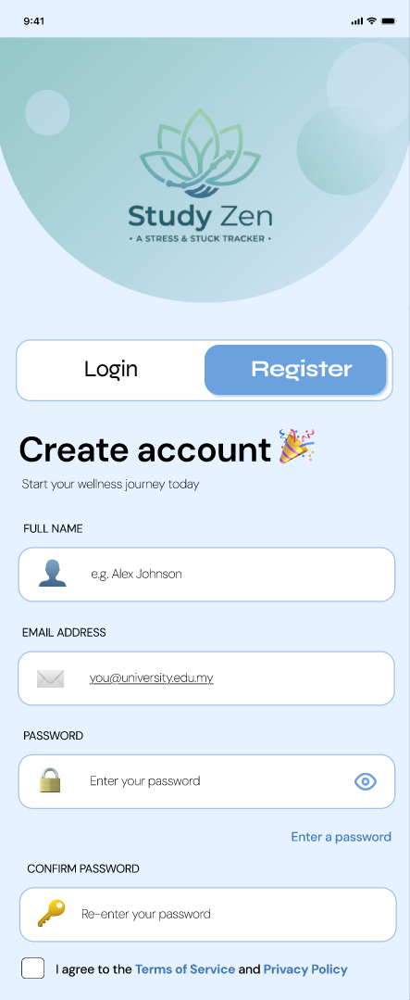 9:41
Study Zen
• A STRESS & STUCK TRACKER •
Login
Register
Create account 🎉
Start your wellness journey today
FULL NAME
e.g. Alex Johnson
EMAIL ADDRESS
you@university.edu.my
PASSWORD
Enter your password
Enter a password
CONFIRM PASSWORD
Re-enter your password
I agree to the Terms of Service and Privacy Policy